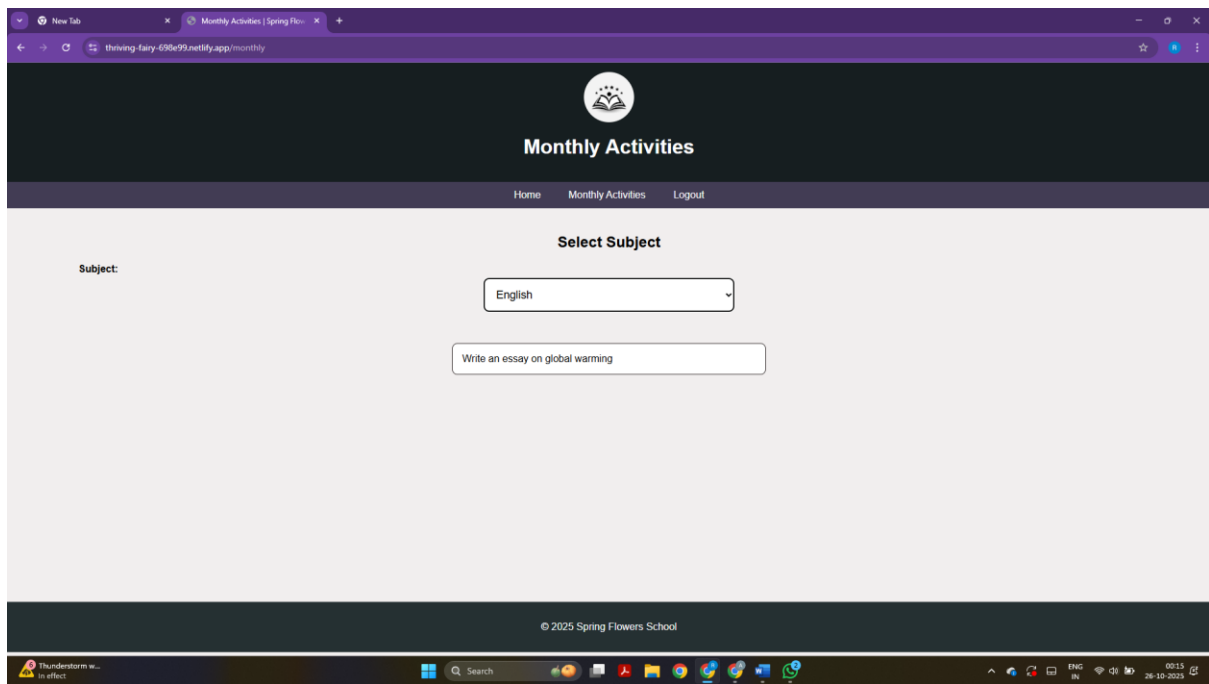 New Tab
Monthly Activities | Spring Flow
thriving-fairy-698e99.netlify.app/monthly
R
Monthly Activities
Home Monthly Activities Logout
Select Subject
Subject:
English
Write an essay on global warming
© 2025 Spring Flowers School
Thunderstorm w...
In effect
Search
ENG
IN
00:15
26-10-2025